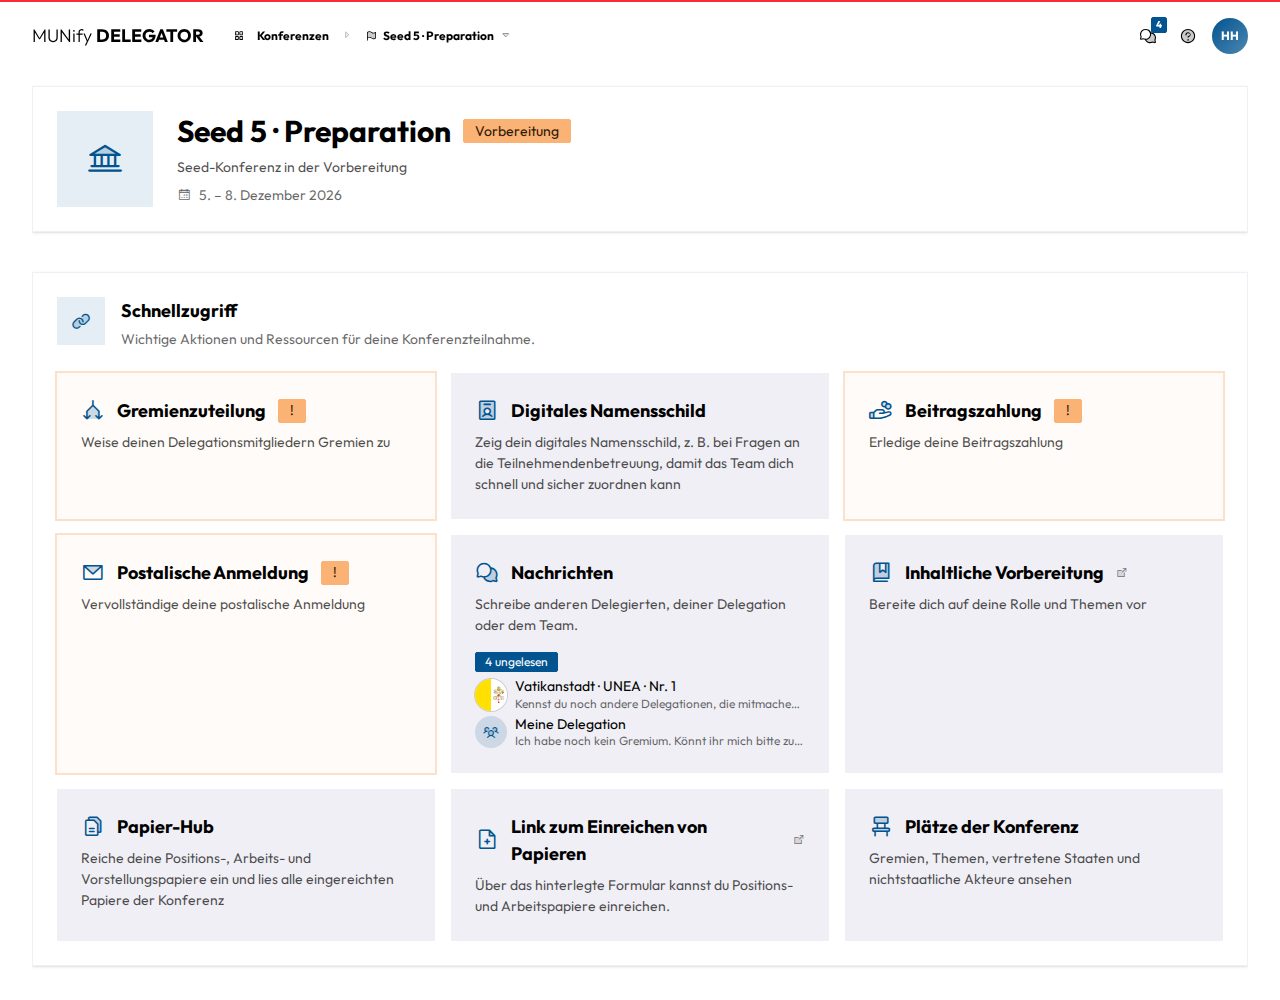 MUNify DELEGATOR
Konferenzen
Seed 5 · Preparation
4
HH
Seed 5 · Preparation
Vorbereitung
Seed-Konferenz in der Vorbereitung
5. – 8. Dezember 2026
Schnellzugriff
Wichtige Aktionen und Ressourcen für deine Konferenzteilnahme.
Gremienzuteilung !
Weise deinen Delegationsmitgliedern Gremien zu
Digitales Namensschild
Zeig dein digitales Namensschild, z. B. bei Fragen an
die Teilnehmendenbetreuung, damit das Team dich
schnell und sicher zuordnen kann
Beitragszahlung !
Erledige deine Beitragszahlung
Postalische Anmeldung !
Vervollständige deine postalische Anmeldung
Nachrichten
Schreibe anderen Delegierten, deiner Delegation
oder dem Team.
4 ungelesen
Vatikanstadt · UNEA · Nr. 1
Kennst du noch andere Delegationen, die mitmache…
Meine Delegation
Ich habe noch kein Gremium. Könnt ihr mich bitte zu…
Inhaltliche Vorbereitung
Bereite dich auf deine Rolle und Themen vor
Papier-Hub
Reiche deine Positions-, Arbeits- und
Vorstellungspapiere ein und lies alle eingereichten
Papiere der Konferenz
Link zum Einreichen von
Papieren
Über das hinterlegte Formular kannst du Positions-
und Arbeitspapiere einreichen.
Plätze der Konferenz
Gremien, Themen, vertretene Staaten und
nichtstaatliche Akteure ansehen